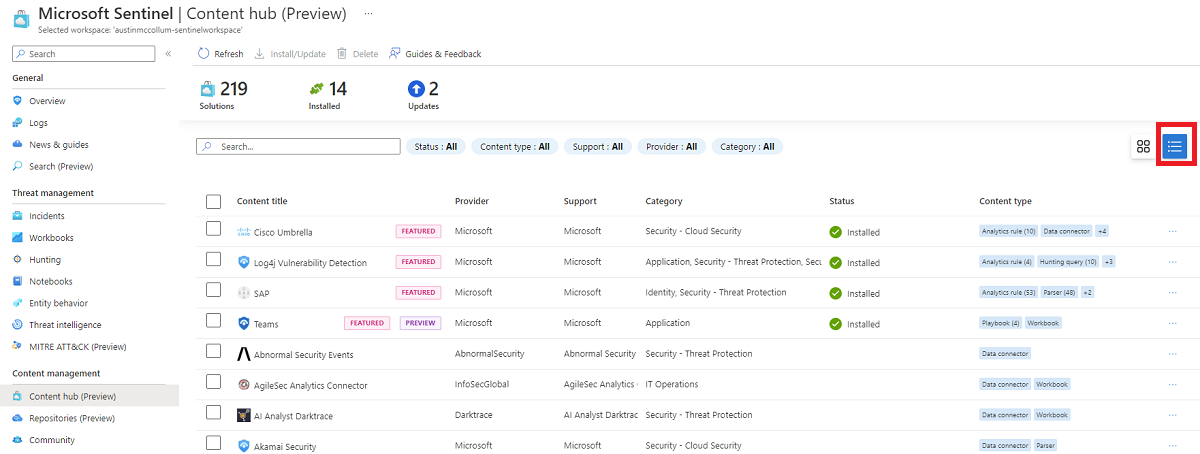 Microsoft Sentinel | Content hub (Preview) ...
Selected workspace: 'austinmccollum-sentinelworkspace'
Search
«
General
Overview
Logs
News & guides
Search (Preview)
Threat management
Incidents
Workbooks
Hunting
Notebooks
Entity behavior
Threat intelligence
MITRE ATT&CK (Preview)
Content management
Content hub (Preview)
Repositories (Preview)
Community
Refresh Install/Update Delete Guides & Feedback
219 14 2
Solutions Installed Updates
Search... Status : All Content type : All Support : All Provider : All Category : All
Content title Provider Support Category Status Content type
Cisco Umbrella FEATURED Microsoft Microsoft Security - Cloud Security Installed Analytics rule (10) Data connector +4 ...
Log4j Vulnerability Detection FEATURED Microsoft Microsoft Application, Security - Threat Protection, Secu Installed Analytics rule (4) Hunting query (10) +3 ...
SAP FEATURED Microsoft Microsoft Identity, Security - Threat Protection Installed Analytics rule (53) Parser (48) +2 ...
Teams FEATURED PREVIEW Microsoft Microsoft Application Installed Playbook (4) Workbook ...
Abnormal Security Events AbnormalSecurity Abnormal Security Security - Threat Protection Data connector ...
AgileSec Analytics Connector InfoSecGlobal AgileSec Analytics IT Operations Data connector Workbook ...
AI Analyst Darktrace Darktrace AI Analyst Darktrac Security - Threat Protection Data connector Workbook ...
Akamai Security Microsoft Microsoft Security - Cloud Security Data connector Parser ...